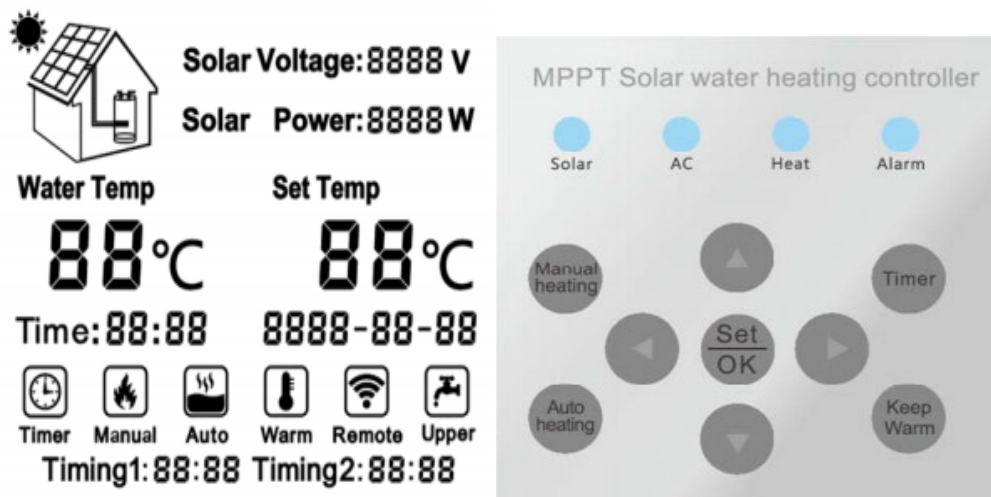 Solar Voltage:8888 V
Solar Power:8888 W
Water Temp Set Temp
88°C 88°C
Time:88:88 8888-88-88
Timer Manual Auto Warm Remote Upper
Timing1:88:88 Timing2:88:88
MPPT Solar water heating controller
Solar AC Heat Alarm
Manual
heating
Timer
Set
OK
Auto
heating
Keep
Warm